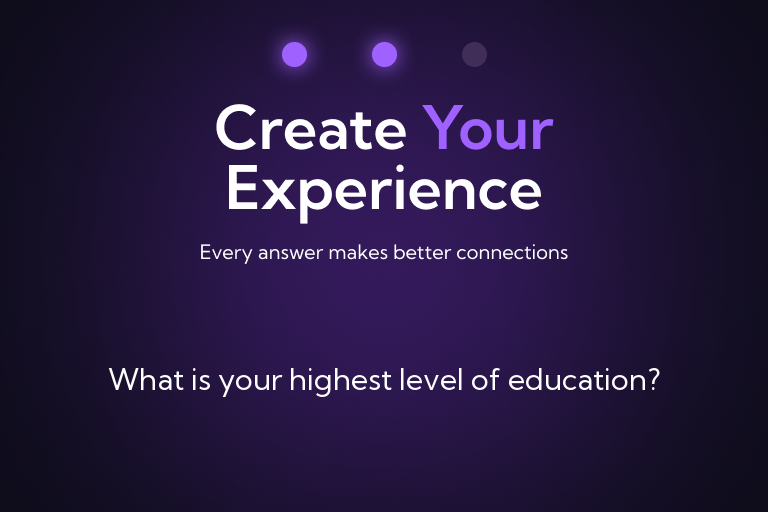 Create Your
Experience
Every answer makes better connections
What is your highest level of education?